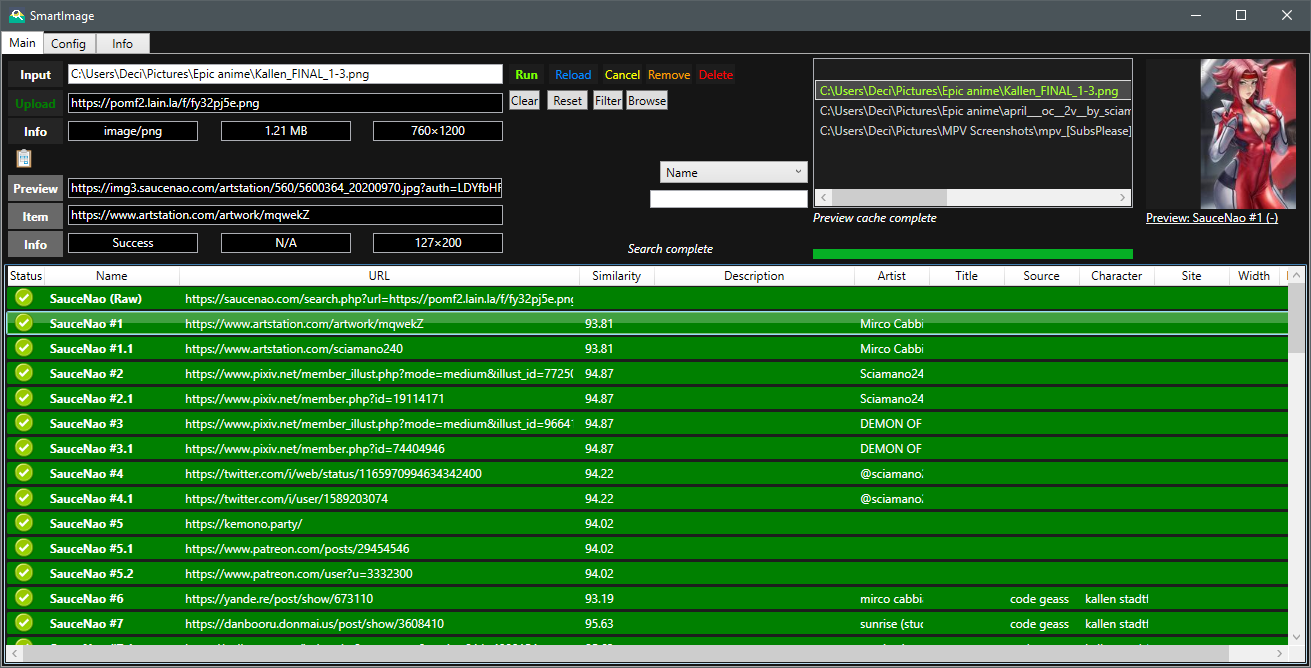 SmartImage
Main Config Info
Input C:\Users\Deci\Pictures\Epic anime\Kallen_FINAL_1-3.png Run Reload Cancel Remove Delete
Upload https://pomf2.lain.la/f/fy32pj5e.png Clear Reset Filter Browse
Info image/png 1.21 MB 760×1200
C:\Users\Deci\Pictures\Epic anime\Kallen_FINAL_1-3.png
C:\Users\Deci\Pictures\Epic anime\april___oc__2v__by_sciam
C:\Users\Deci\Pictures\MPV Screenshots\mpv_[SubsPlease]
Name
Preview https://img3.saucenao.com/artstation/560/5600364_20200970.jpg?auth=LDYfbHF
Item https://www.artstation.com/artwork/mqwekZ
Preview cache complete
Preview: SauceNao #1 (-)
Info Success N/A 127×200
Search complete
Status Name URL Similarity Description Artist Title Source Character Site Width
SauceNao (Raw) https://saucenao.com/search.php?url=https://pomf2.lain.la/f/fy32pj5e.png
SauceNao #1 https://www.artstation.com/artwork/mqwekZ 93.81 Mirco Cabbi
SauceNao #1.1 https://www.artstation.com/sciamano240 93.81 Mirco Cabbi
SauceNao #2 https://www.pixiv.net/member_illust.php?mode=medium&illust_id=77250 94.87 Sciamano24
SauceNao #2.1 https://www.pixiv.net/member.php?id=19114171 94.87 Sciamano24
SauceNao #3 https://www.pixiv.net/member_illust.php?mode=medium&illust_id=9664 94.87 DEMON OF
SauceNao #3.1 https://www.pixiv.net/member.php?id=74404946 94.87 DEMON OF
SauceNao #4 https://twitter.com/i/web/status/1165970994634342400 94.22 @sciamano
SauceNao #4.1 https://twitter.com/i/user/1589203074 94.22 @sciamano
SauceNao #5 https://kemono.party/ 94.02
SauceNao #5.1 https://www.patreon.com/posts/29454546 94.02
SauceNao #5.2 https://www.patreon.com/user?u=3332300 94.02
SauceNao #6 https://yande.re/post/show/673110 93.19 mirco cabbi code geass kallen stadtf
SauceNao #7 https://danbooru.donmai.us/post/show/3608410 95.63 sunrise (stuc code geass kallen stadtf